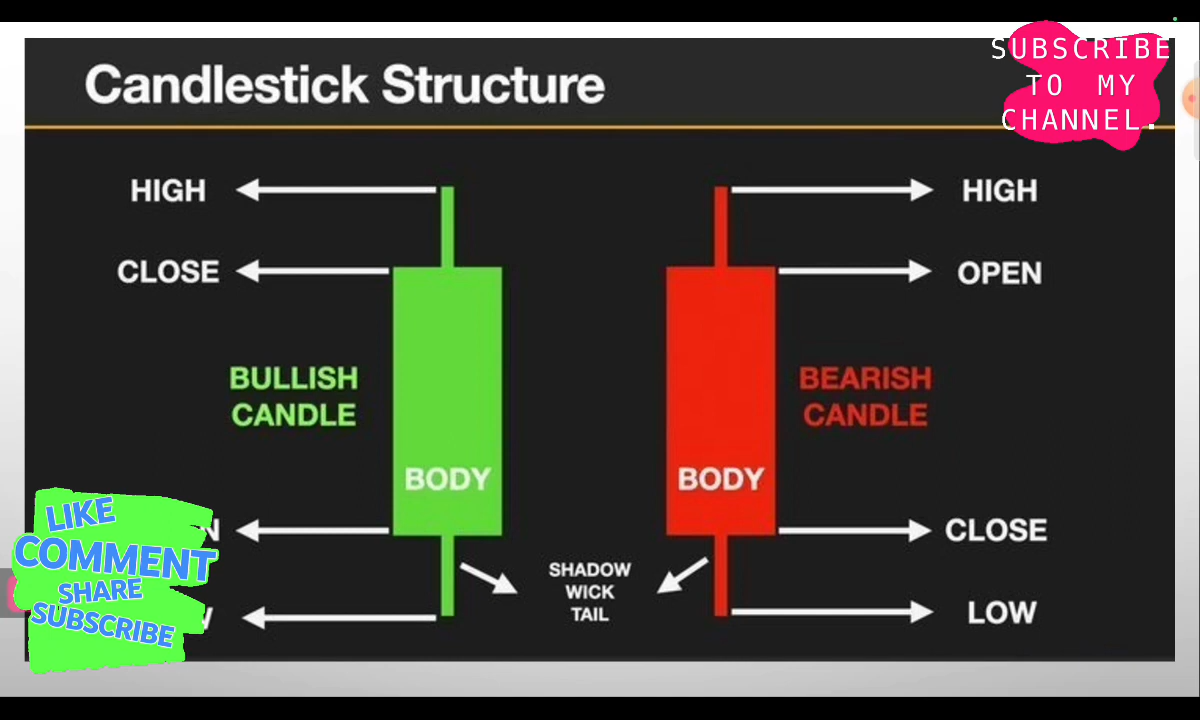 Candlestick Structure
SUBSCRIBE
TO MY
CHANNEL.
HIGH
HIGH
CLOSE
OPEN
BULLISH
CANDLE
BEARISH
CANDLE
BODY
BODY
CLOSE
SHADOW
WICK
TAIL
LOW
LIKE
COMMENT
SHARE
SUBSCRIBE